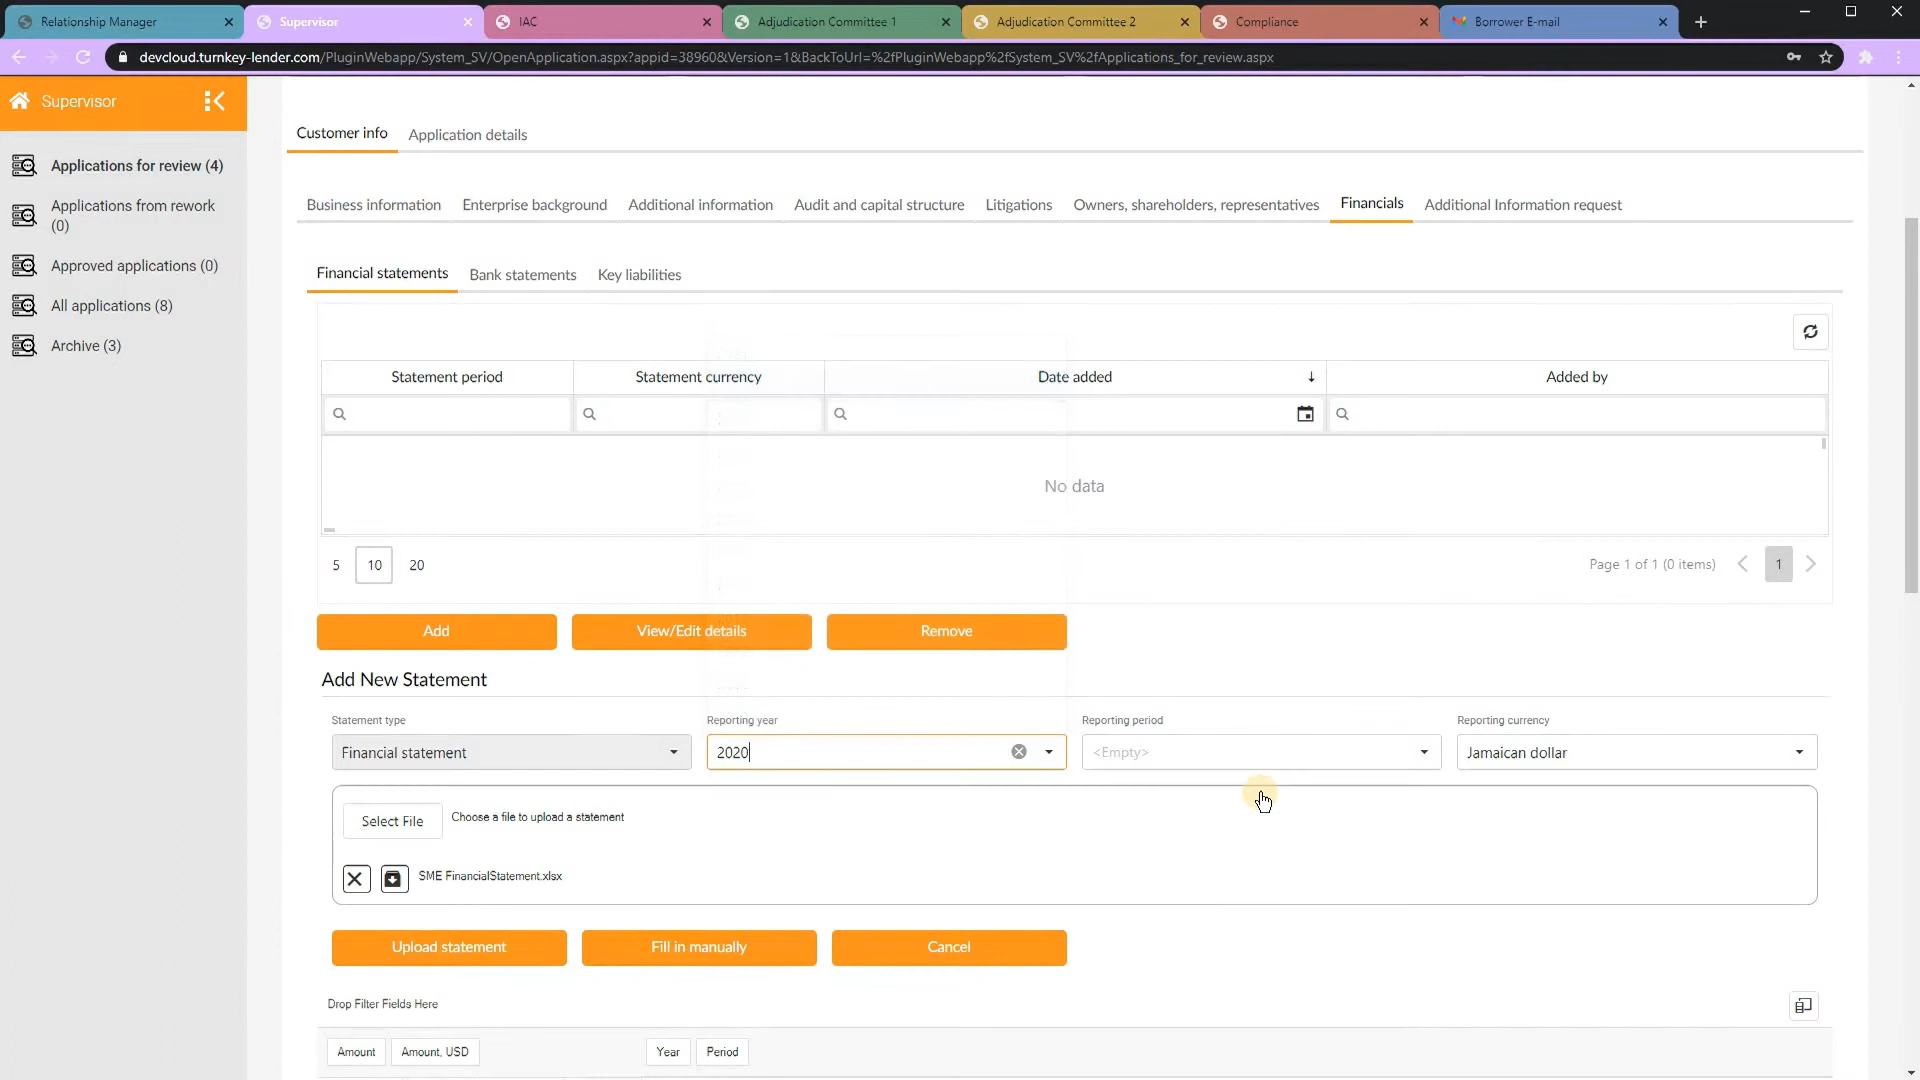 Relationship Manager
Supervisor
IAC
Adjudication Committee 1
Adjudication Committee 2
Compliance
Borrower E-mail
devcloud.turnkey-lender.com/PluginWebapp/System_SV/OpenApplication.aspx?appid=38960&Version=1&BackToUrl=%2fPluginWebapp%2fSystem_SV%2fApplications_for_review.aspx
Supervisor
Applications for review (4)
Applications from rework
(0)
Approved applications (0)
All applications (8)
Archive (3)
Customer info
Application details
Business information
Enterprise background
Additional information
Audit and capital structure
Litigations
Owners, shareholders, representatives
Financials
Additional Information request
Financial statements
Bank statements
Key liabilities
Statement period
Statement currency
Date added
Added by
No data
5
10
20
Page 1 of 1 (0 items)
1
Add
View/Edit details
Remove
Add New Statement
Statement type
Reporting year
Reporting period
Reporting currency
Financial statement
2020
<Empty>
Jamaican dollar
Select File
Choose a file to upload a statement
SME FinancialStatement.xlsx
Upload statement
Fill in manually
Cancel
Drop Filter Fields Here
Amount
Amount, USD
Year
Period